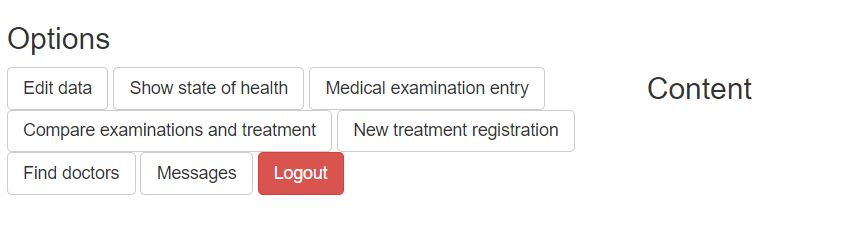 Options
Edit data Show state of health Medical examination entry
Content
Compare examinations and treatment New treatment registration
Find doctors Messages Logout